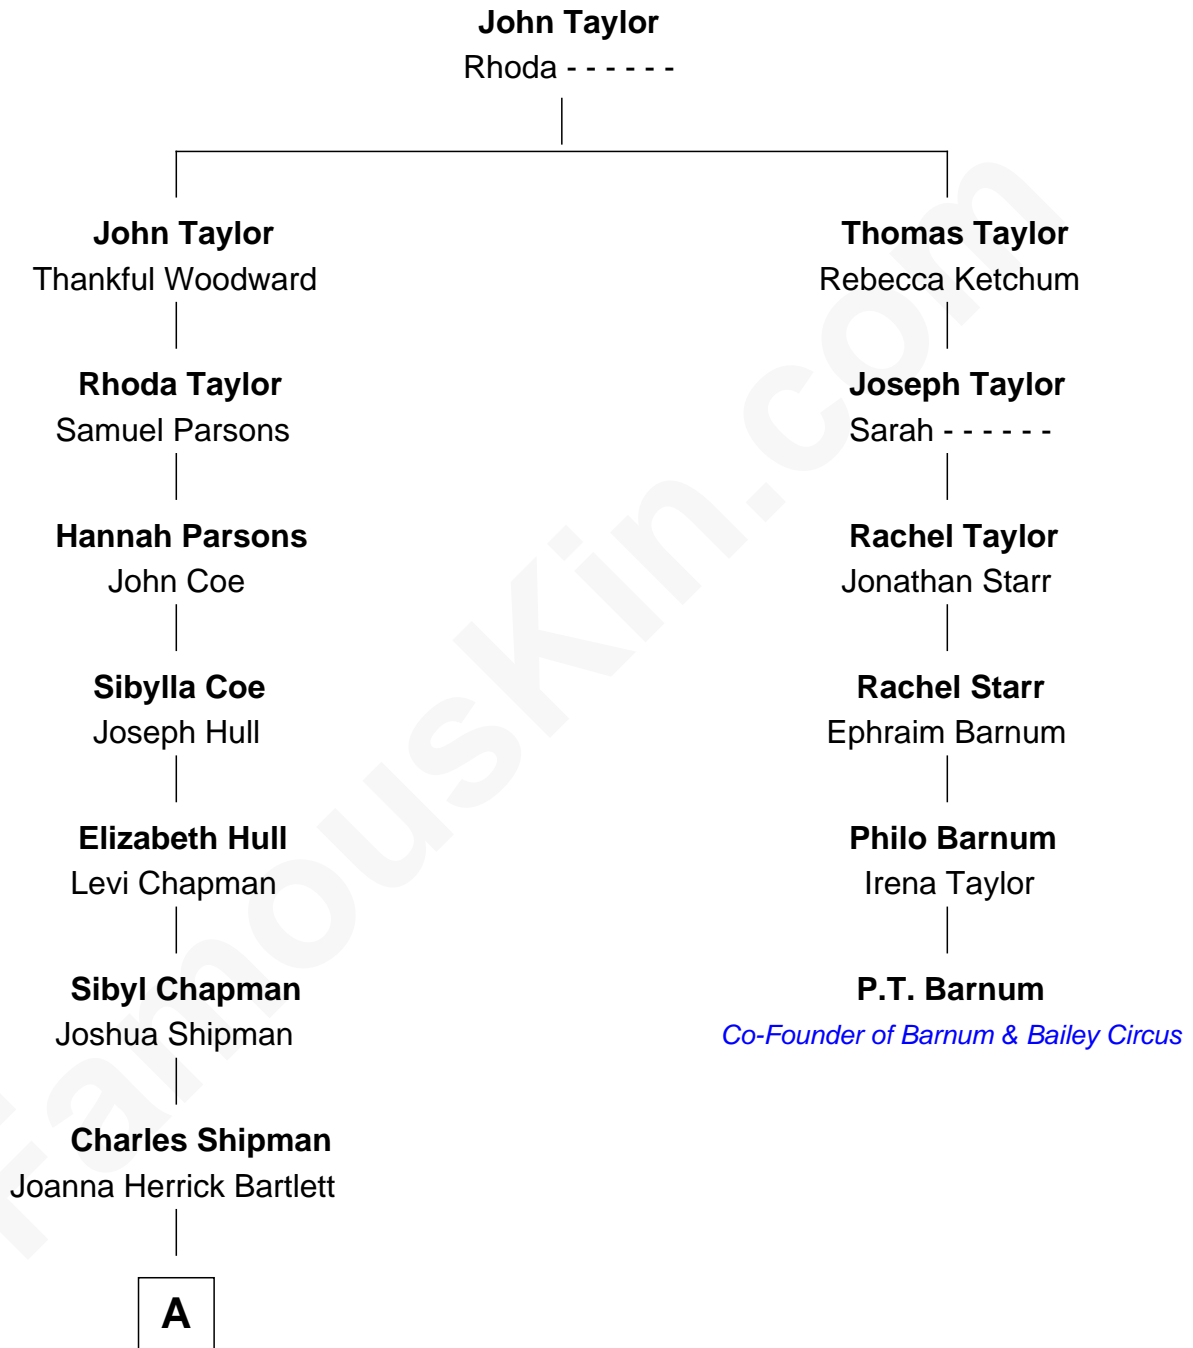 John Taylor
Rhoda - - - - - -
John Taylor
Thankful Woodward
Thomas Taylor
Rebecca Ketchum
Rhoda Taylor
Samuel Parsons
Joseph Taylor
Sarah - - - - - -
Hannah Parsons
John Coe
Rachel Taylor
Jonathan Starr
Sibylla Coe
Joseph Hull
Rachel Starr
Ephraim Barnum
Elizabeth Hull
Levi Chapman
Philo Barnum
Irena Taylor
Sibyl Chapman
Joshua Shipman
P.T. Barnum
Co-Founder of Barnum & Bailey Circus
Charles Shipman
Joanna Herrick Bartlett
A
FamousKin.com